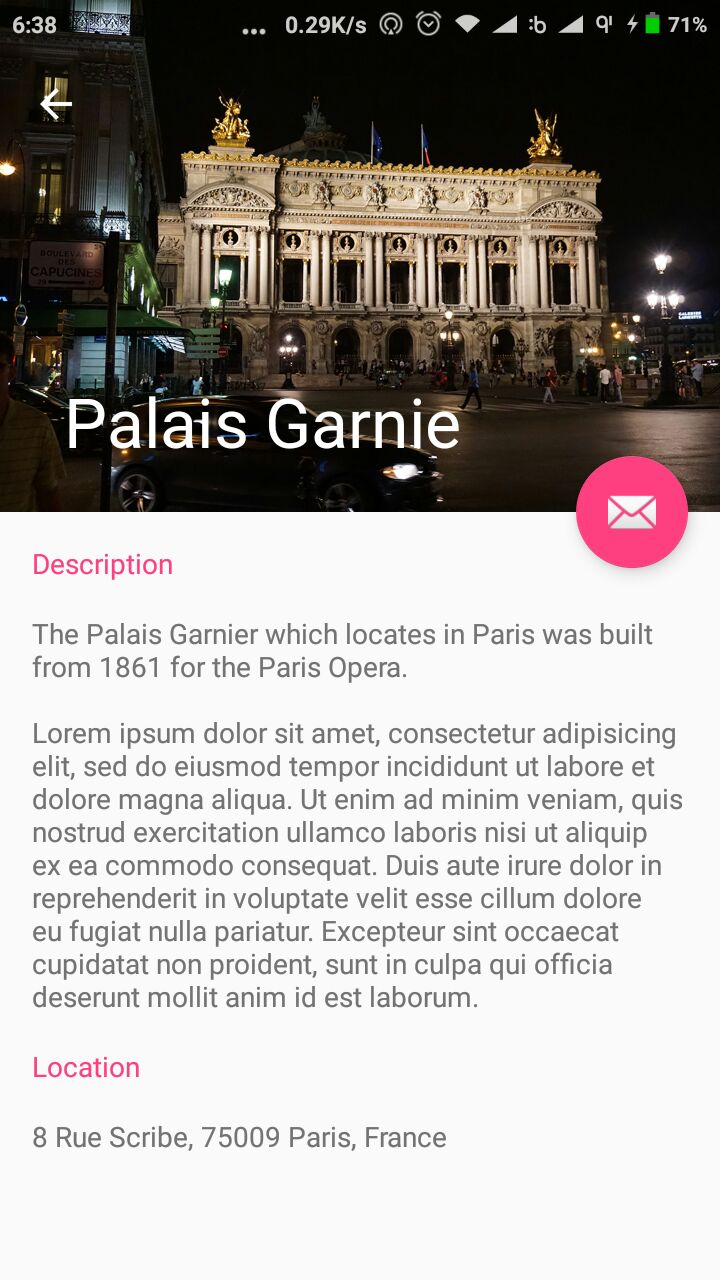 6:38 ... 0.29K/s 71%
BOULEVARD
DES
CAPUCINES
GALERIES
LAFAYETTE
Palais Garnie
Description
The Palais Garnier which locates in Paris was built
from 1861 for the Paris Opera.
Lorem ipsum dolor sit amet, consectetur adipisicing
elit, sed do eiusmod tempor incididunt ut labore et
dolore magna aliqua. Ut enim ad minim veniam, quis
nostrud exercitation ullamco laboris nisi ut aliquip
ex ea commodo consequat. Duis aute irure dolor in
reprehenderit in voluptate velit esse cillum dolore
eu fugiat nulla pariatur. Excepteur sint occaecat
cupidatat non proident, sunt in culpa qui officia
deserunt mollit anim id est laborum.
Location
8 Rue Scribe, 75009 Paris, France